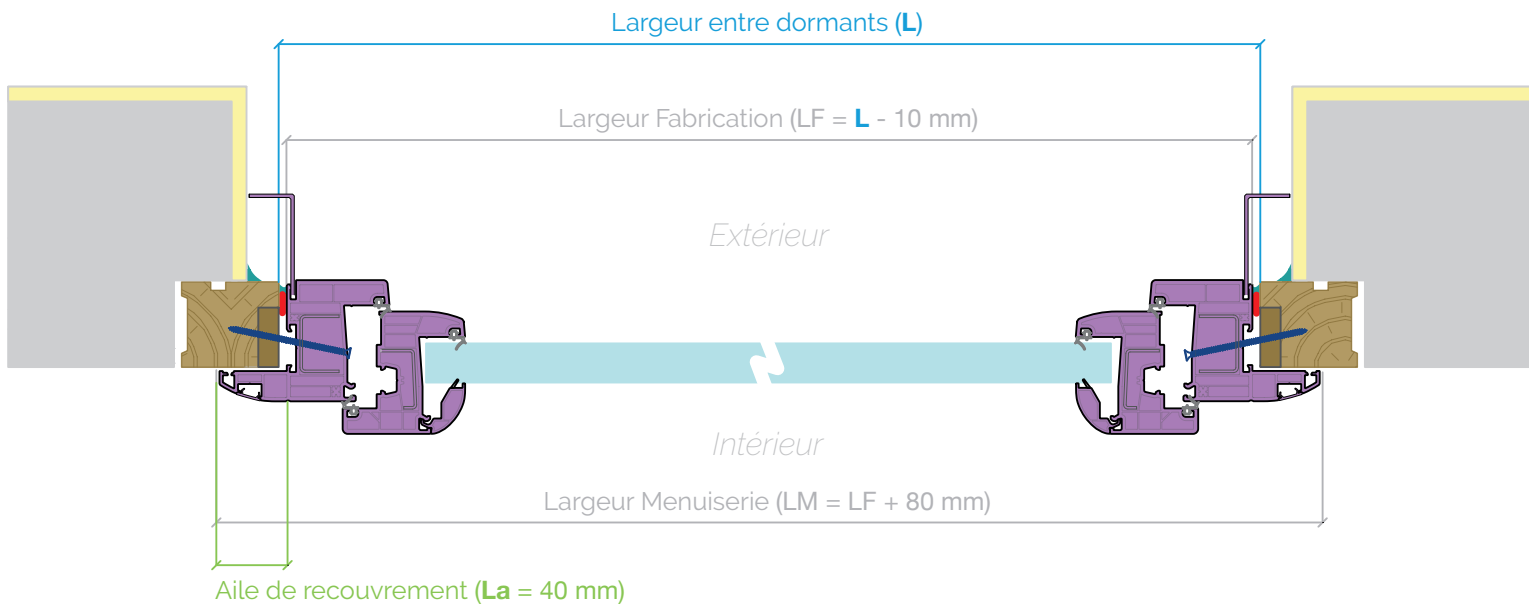 Largeur entre dormants (L)
Largeur Fabrication (LF = L - 10 mm)
Extérieur
Intérieur
Largeur Menuiserie (LM = LF + 80 mm)
Aile de recouvrement (La = 40 mm)